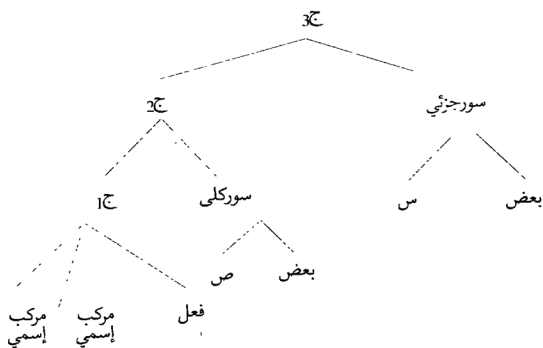 ج3
سورجزئي
ج2
بعض
س
سوركلى
ج1
بعض
ص
فعل
مركب
إسمي
مركب
إسمي